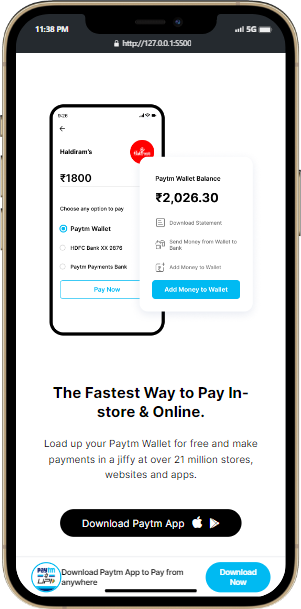 11:38 PM 5G
http://127.0.0.1:5500
9:26
Haldiram's
₹1800
Choose any option to pay
Paytm Wallet
HDFC Bank XX 2676
Paytm Payments Bank
Pay Now
Paytm Wallet Balance
₹2,026.30
Download Statement
Send Money from Wallet to
Bank
Add Money to Wallet
Add Money to Wallet
The Fastest Way to Pay In-
store & Online.
Load up your Paytm Wallet for free and make
payments in a jiffy at over 21 million stores,
websites and apps.
Download Paytm App
Paytm
Download Paytm App to Pay from
anywhere
Download
Now